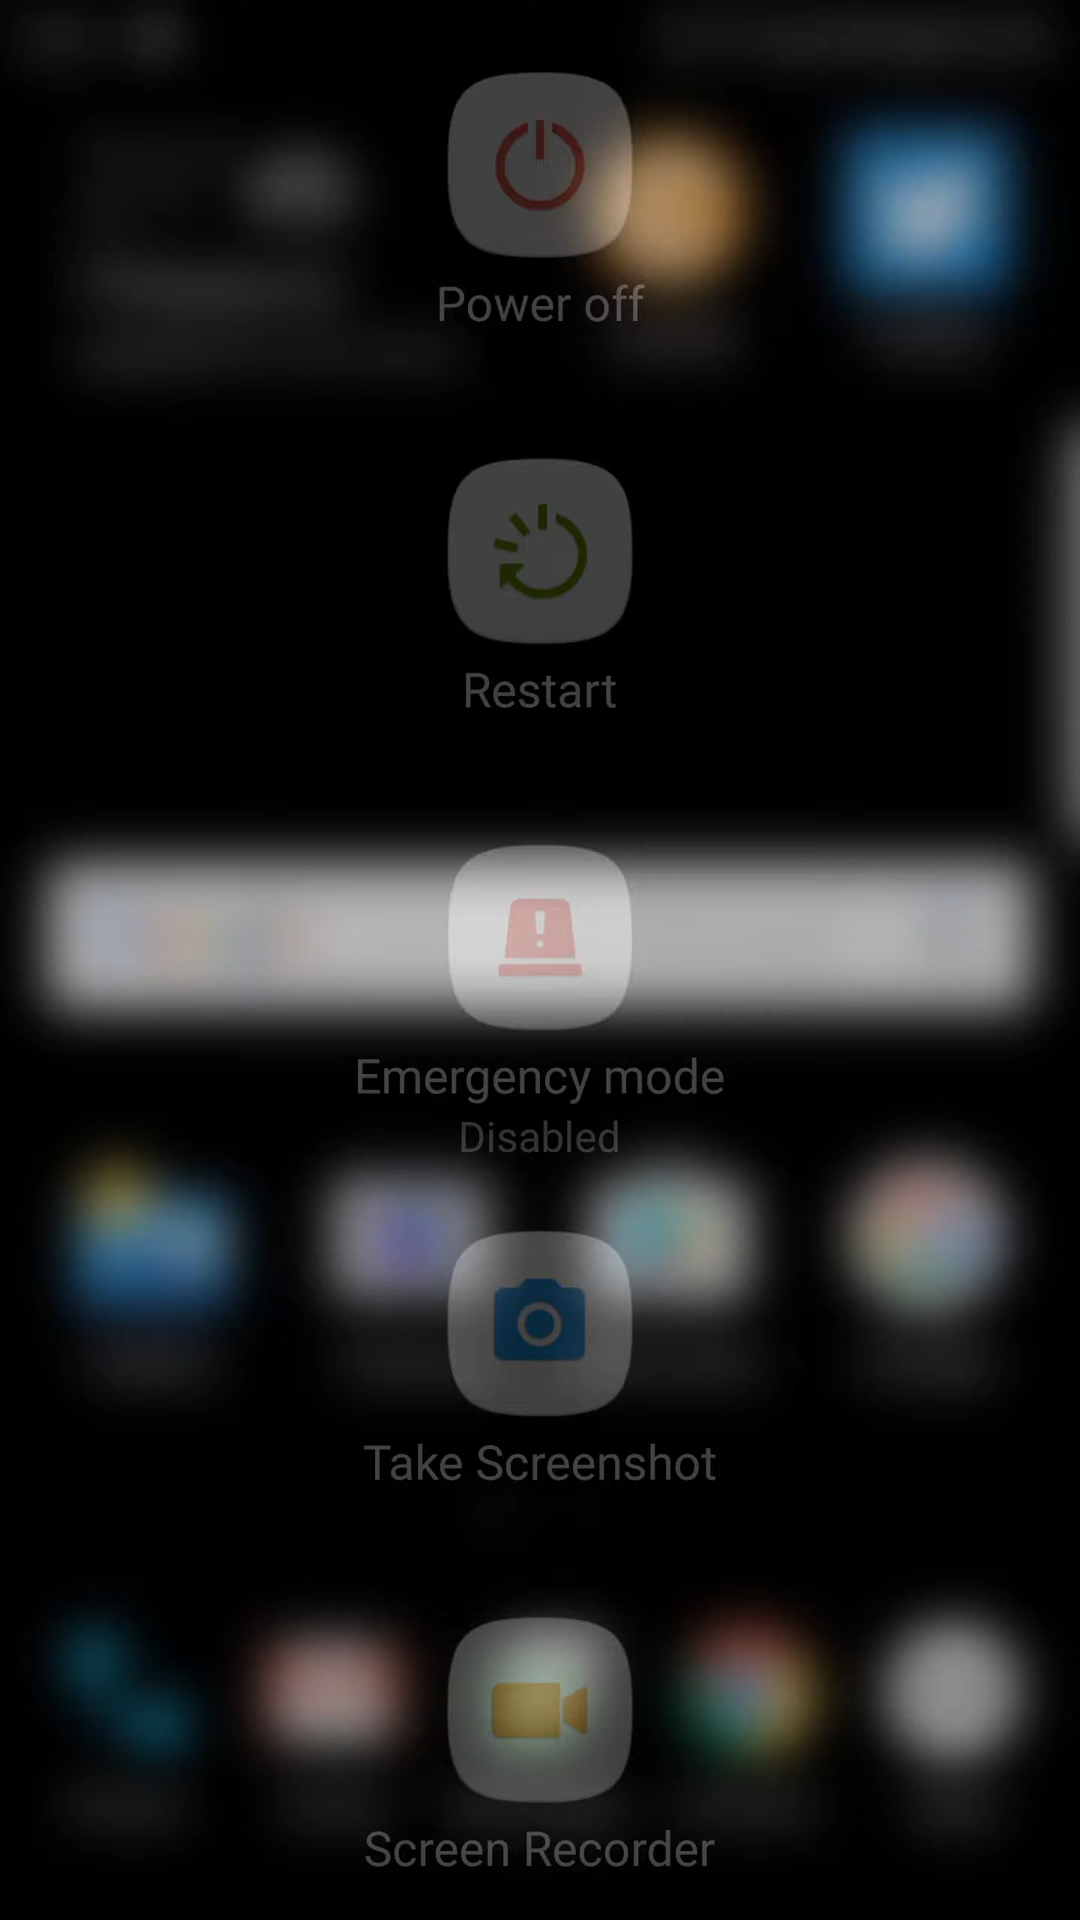 Power off
Restart
Emergency mode
Disabled
Take Screenshot
Screen Recorder